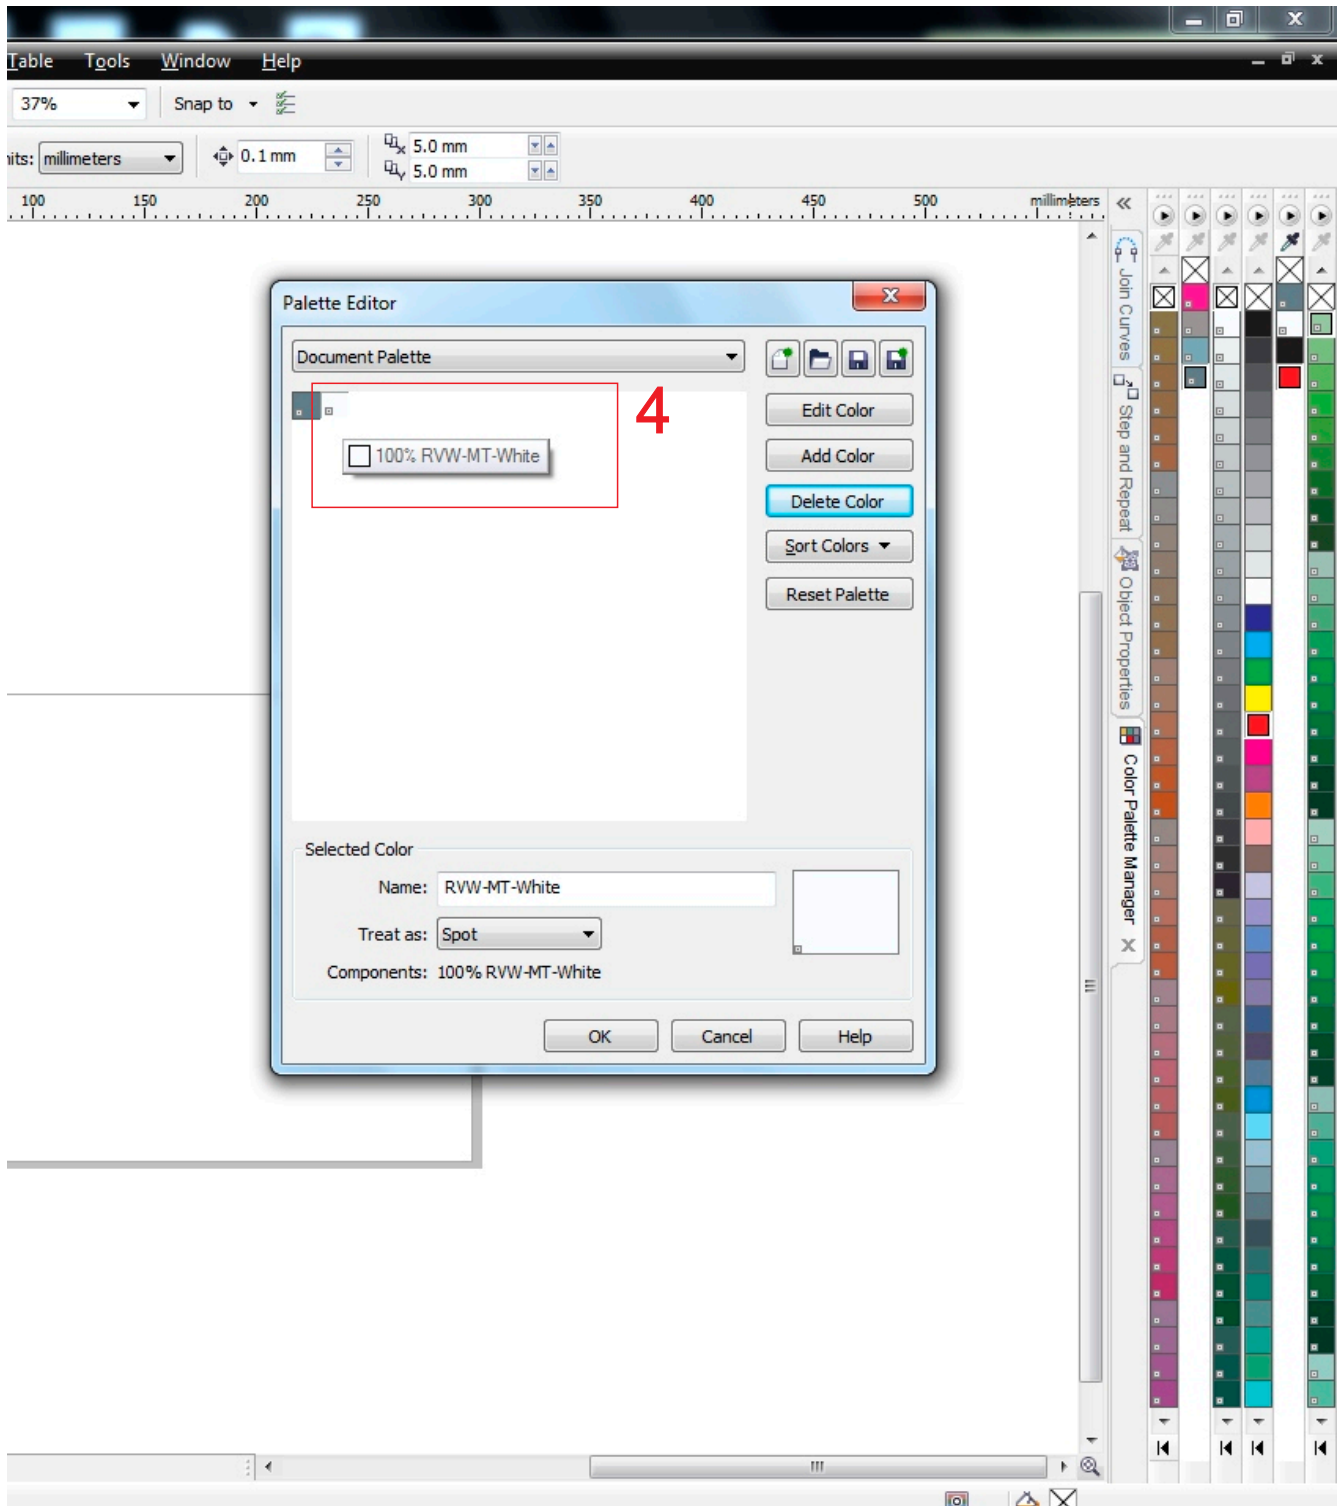 Table Tools Window Help
37% Snap to
nits: millimeters 0.1 mm 5.0 mm
5.0 mm
100 150 200 250 300 350 400 450 500 millimeters
Palette Editor
Document Palette
4
Edit Color
100% RVW-MT-White
Add Color
Delete Color
Sort Colors
Reset Palette
Selected Color
Name: RVW-MT-White
Treat as: Spot
Components: 100% RVW-MT-White
OK Cancel Help
Join Curves
Step and Repeat
Object Properties
Color Palette Manager